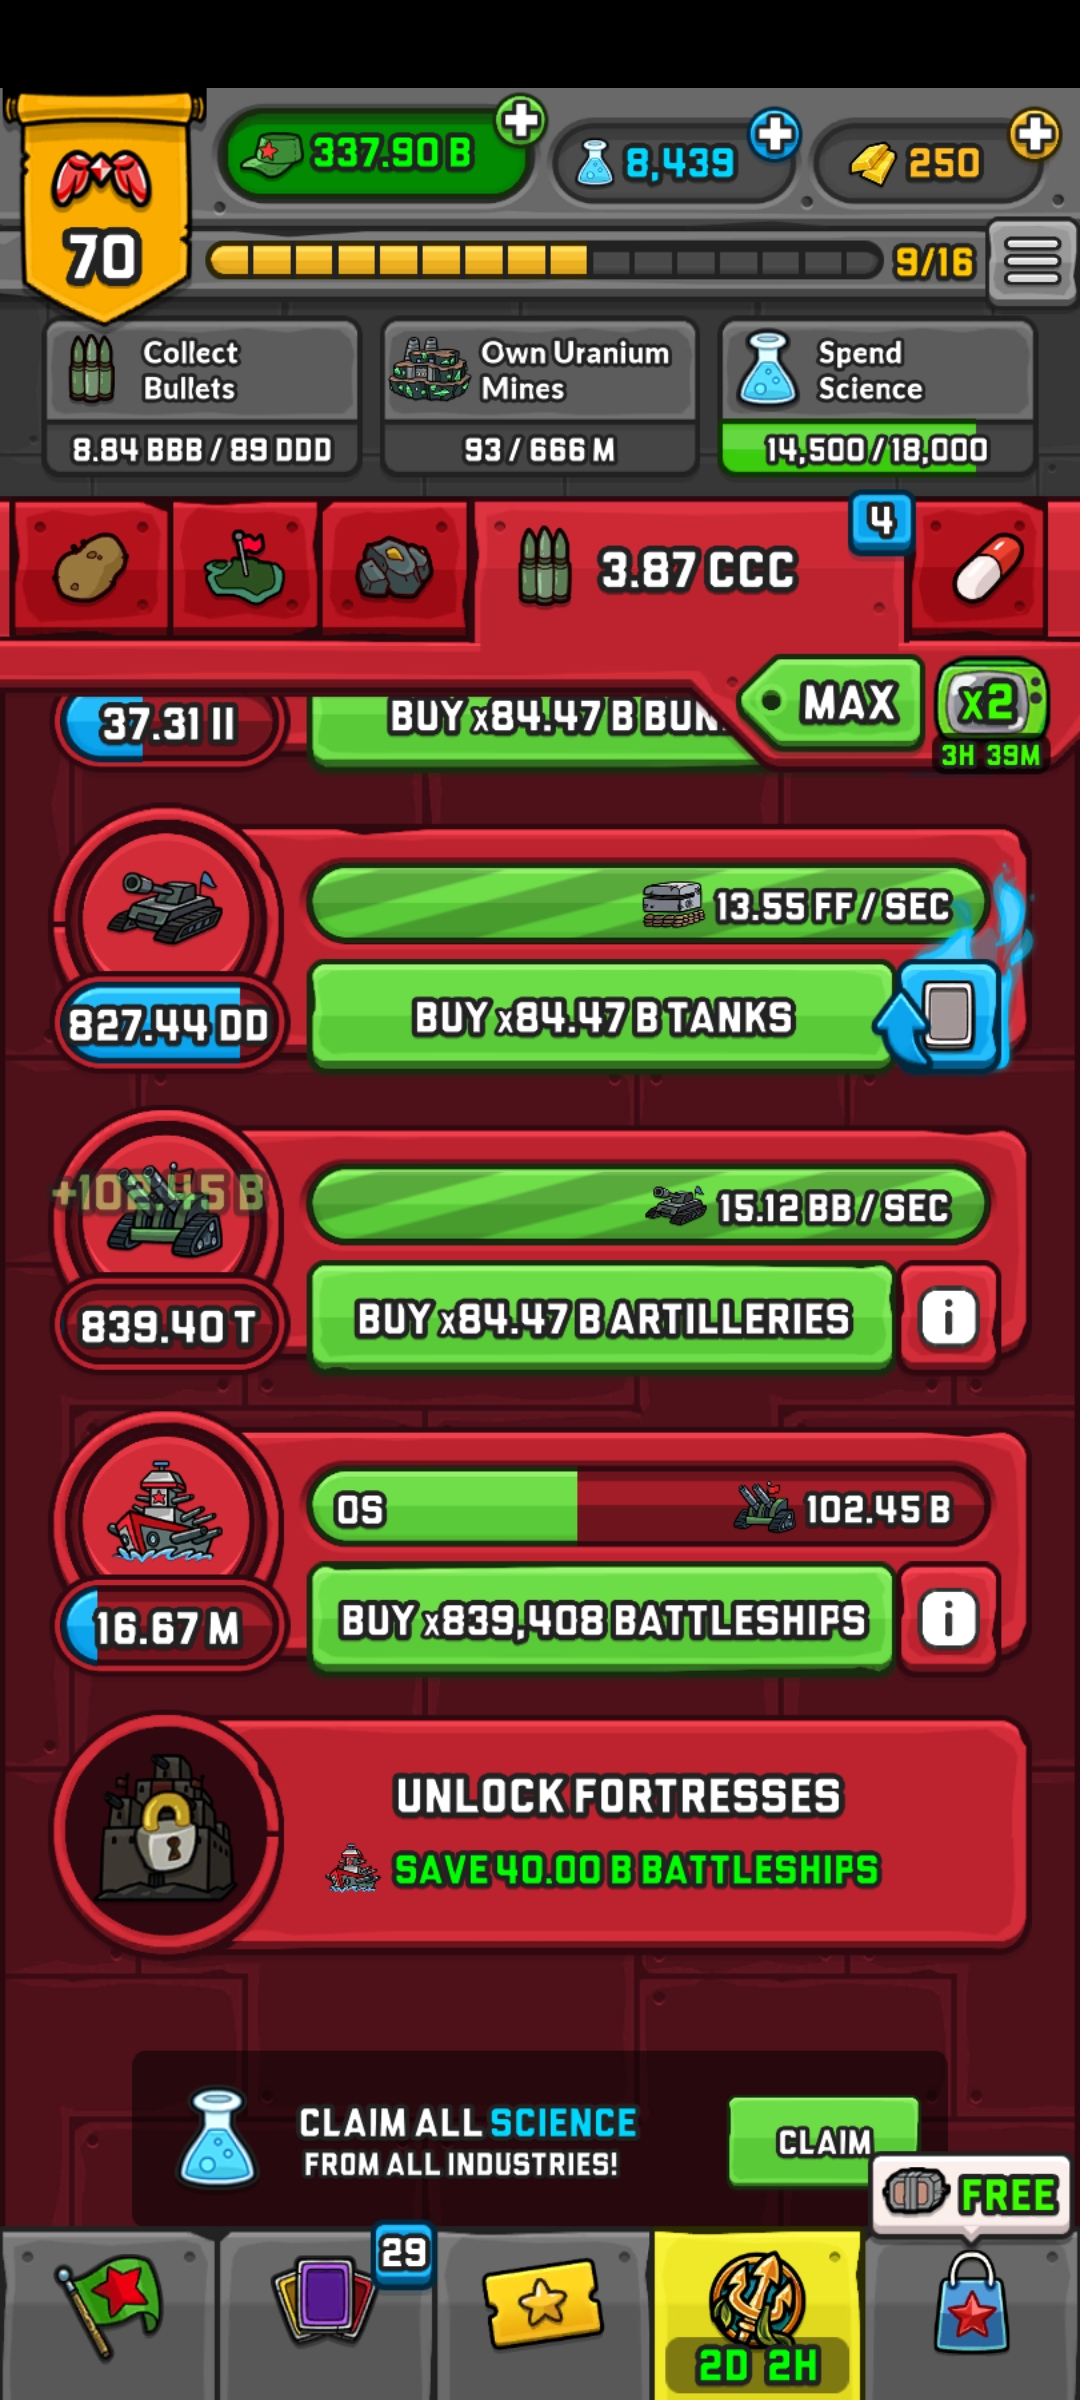 337.90 B
8,439
250
70
9/16
Collect
Bullets
Own Uranium
Mines
Spend
Science
8.84 BBB / 89 DDD
93 / 666 M
14,500/18,000
4
3.87 CCC
MAX
x2
3H 39M
37.31 II
BUY x84.47 B BUN
13.55 FF / SEC
827.44 DD
BUY x84.47 B TANKS
+102.45 B
15.12 BB / SEC
839.40 T
BUY x84.47 B ARTILLERIES
i
0S
102.45 B
16.67 M
BUY x839,408 BATTLESHIPS
i
UNLOCK FORTRESSES
SAVE 40.00 B BATTLESHIPS
CLAIM ALL SCIENCE
FROM ALL INDUSTRIES!
CLAIM
FREE
29
2D 2H